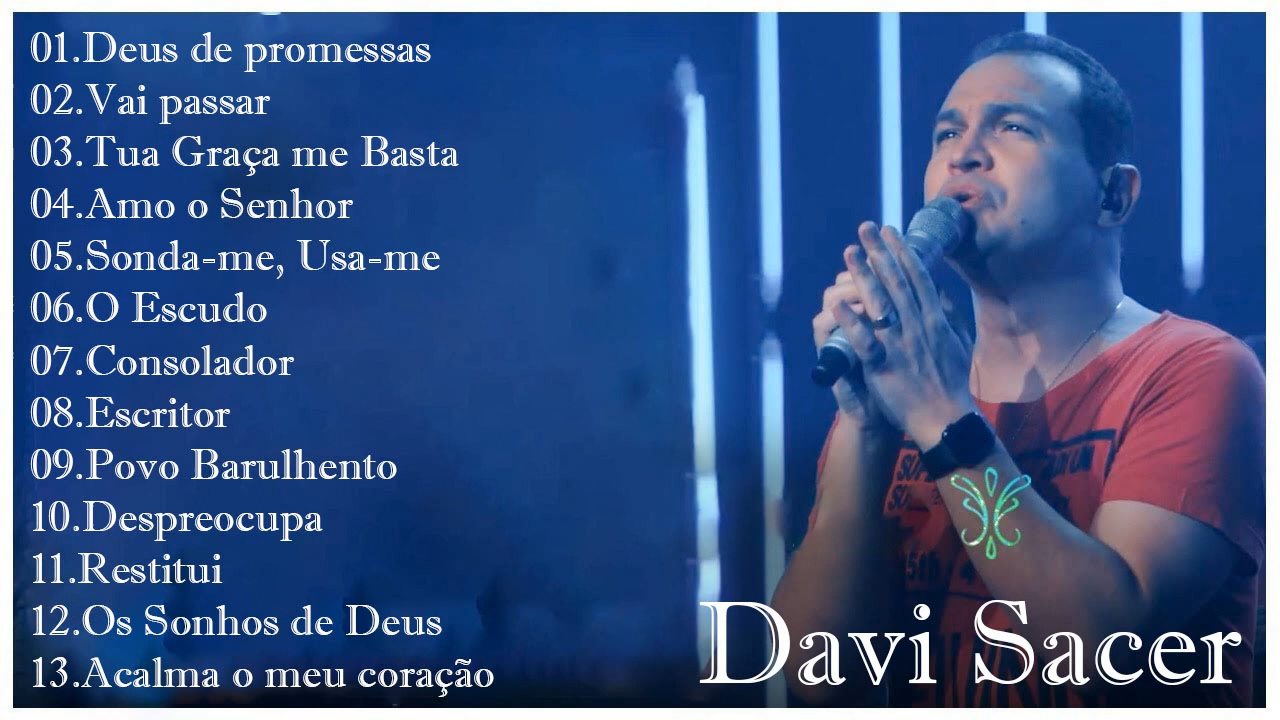 01.Deus de promessas
02.Vai passar
03.Tua Graça me Basta
04.Amo o Senhor
05.Sonda-me, Usa-me
06.O Escudo
07.Consolador
08.Escritor
09.Povo Barulhento
10.Despreocupa
11.Restitui
12.Os Sonhos de Deus
13.Acalma o meu coração
Davi Sacer